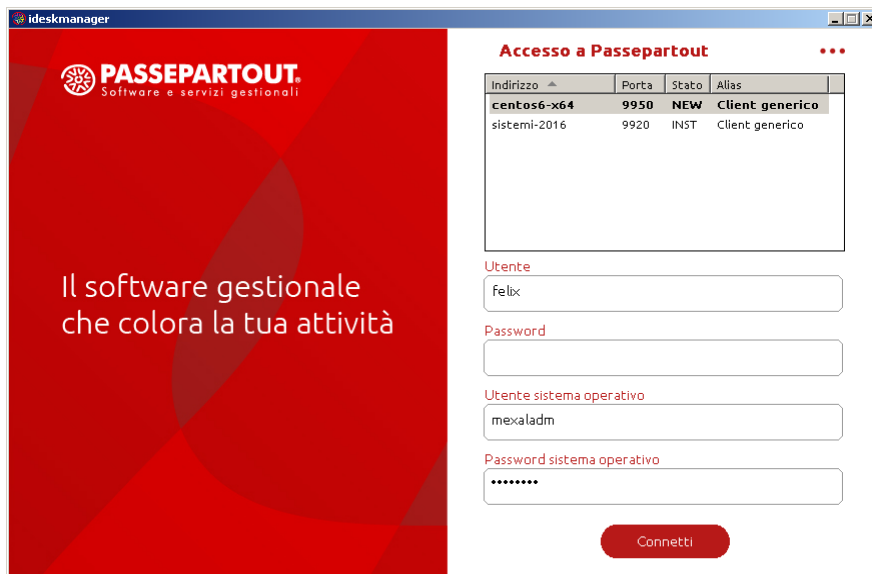 ideskmanager
PASSEPARTOUT®
Software e servizi gestionali
Il software gestionale
che colora la tua attività
Accesso a Passepartout
Indirizzo Porta Stato Alias
centos6-x64 9950 NEW Client generico
sistemi-2016 9920 INST Client generico
Utente
felix
Password
Utente sistema operativo
mexaladm
Password sistema operativo
••••••••
Connetti